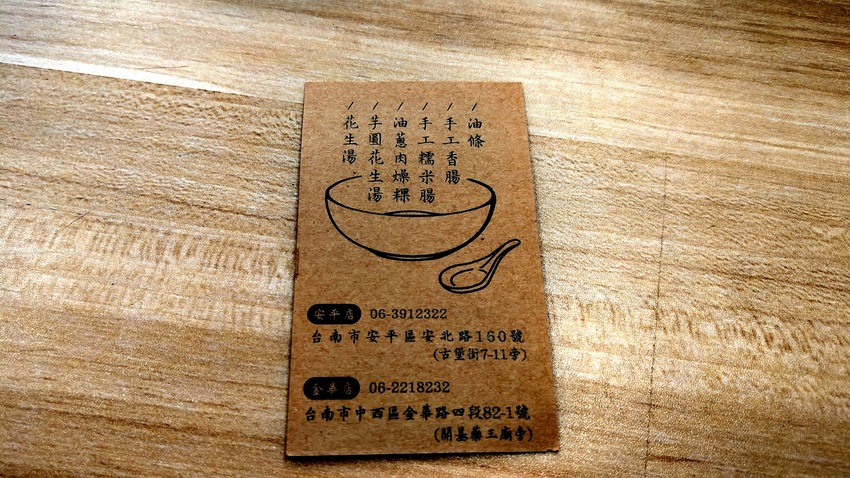 /油條
/手工香腸
/手工糯米腸
/油蔥肉燥粿
/芋圓花生湯
/花生湯
安平店 06-3912322
台南市安平區安北路160號
(古堡街7-11旁)
金華店 06-2218232
台南市中西區金華路四段82-1號
(開基藥王廟旁)